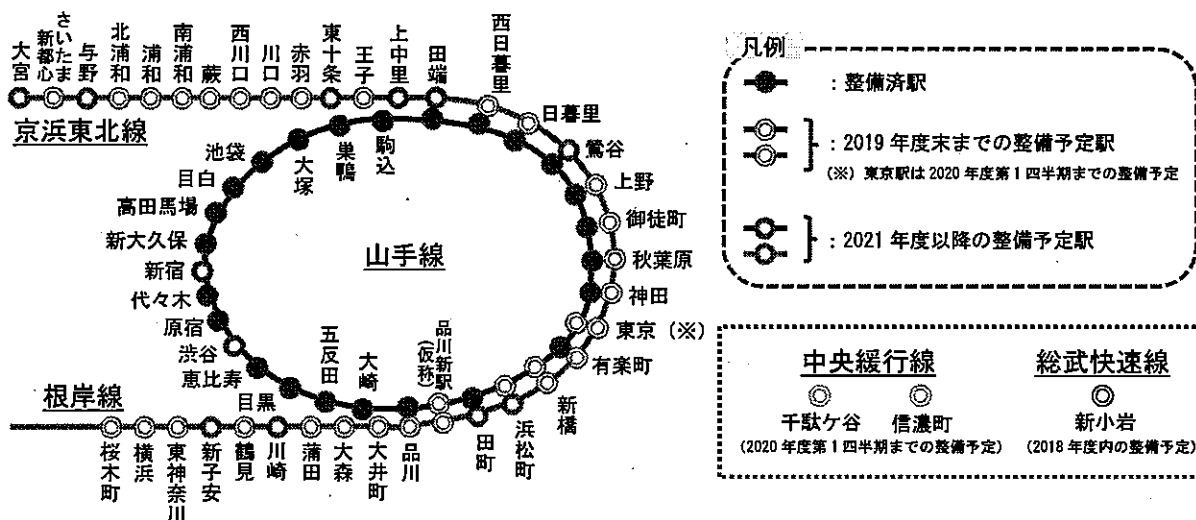 大宮
さいたま新都心
与野
北浦和
浦和
南浦和
蕨
西川口
川口
赤羽
東十条
王子
上中里
田端
西日暮里
日暮里
鶯谷
上野
御徒町
秋葉原
神田
東京（※）
有楽町
新橋
浜松町
田町
品川新駅
（仮称）
京浜東北線
駒込
巣鴨
大塚
池袋
目白
高田馬場
新大久保
新宿
代々木
原宿
渋谷
恵比寿
目黒
五反田
大崎
山手線
根岸線
桜木町
横浜
東神奈川
新子安
鶴見
川崎
蒲田
大森
大井町
品川
凡例
：整備済駅
：2019年度末までの整備予定駅
（※）東京駅は2020年度第1四半期までの整備予定
：2021年度以降の整備予定駅
中央緩行線
千駄ケ谷
信濃町
（2020年度第1四半期までの整備予定）
総武快速線
新小岩
（2018年度内の整備予定）